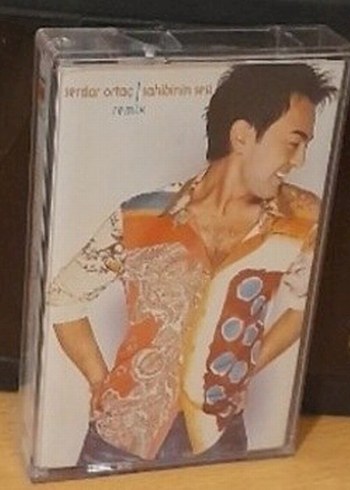 serdar ortaç / sahibinin sesi
remix